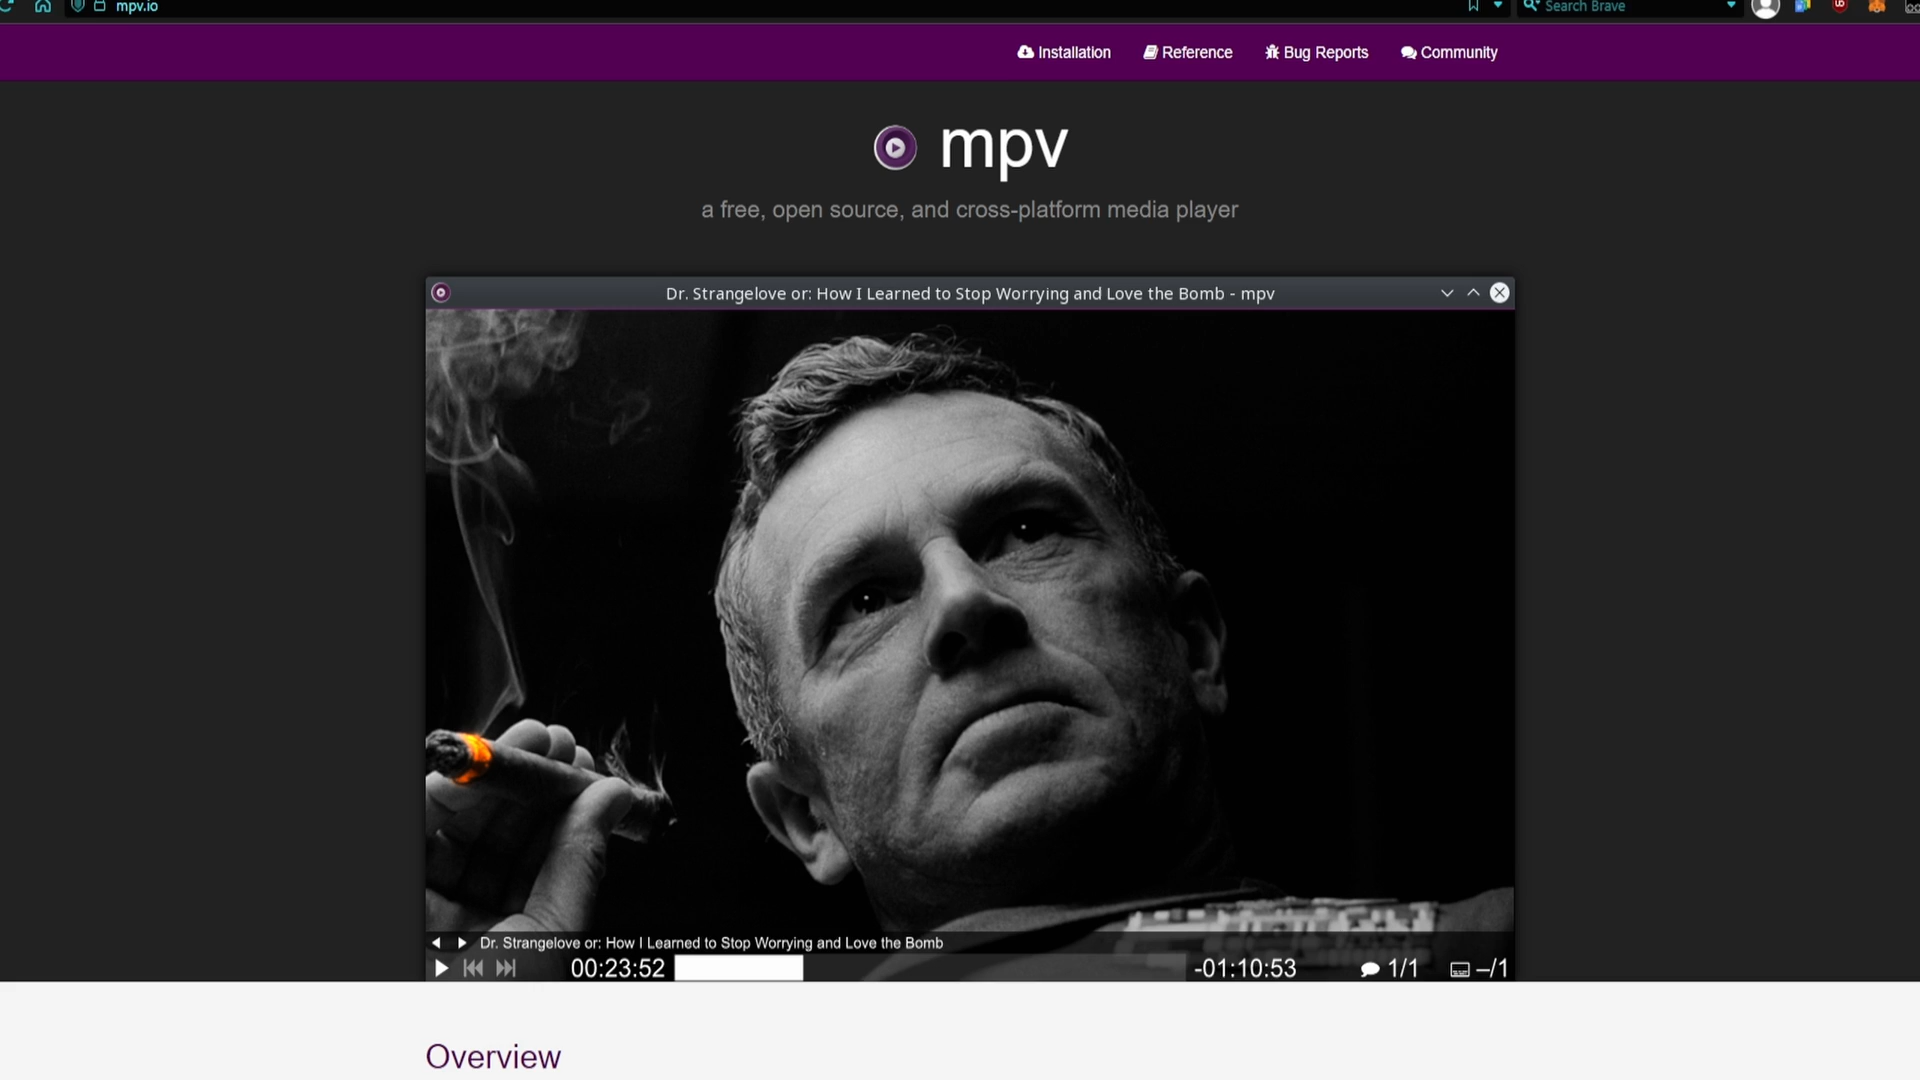 mpv.io
Search Brave
Installation
Reference
Bug Reports
Community
mpv
a free, open source, and cross-platform media player
Dr. Strangelove or: How I Learned to Stop Worrying and Love the Bomb - mpv
Dr. Strangelove or: How I Learned to Stop Worrying and Love the Bomb
00:23:52
-01:10:53
1/1
–/1
Overview